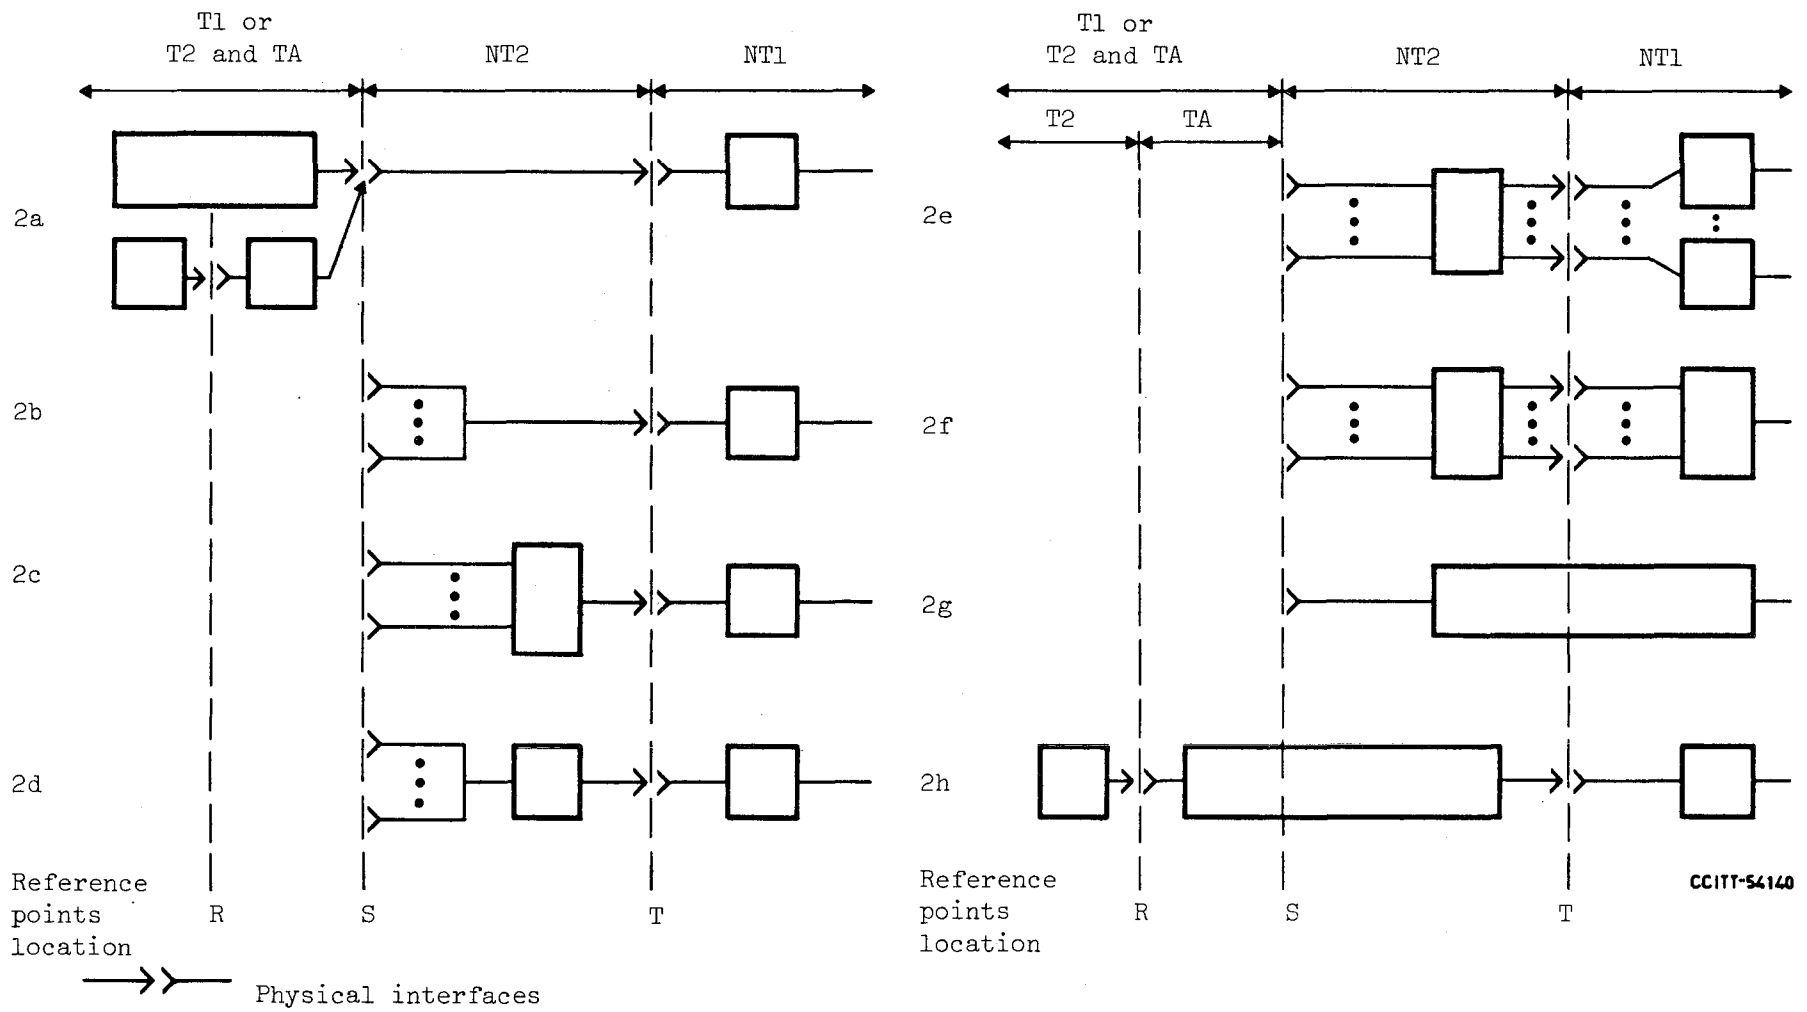 T1 or
T2 and TA
NT2
NT1
2a
2b
2c
2d
Reference
points
location
R
S
T
Physical interfaces
T1 or
T2 and TA
NT2
NT1
T2
TA
2e
2f
2g
2h
Reference
points
location
R
S
T
CCITT-54140